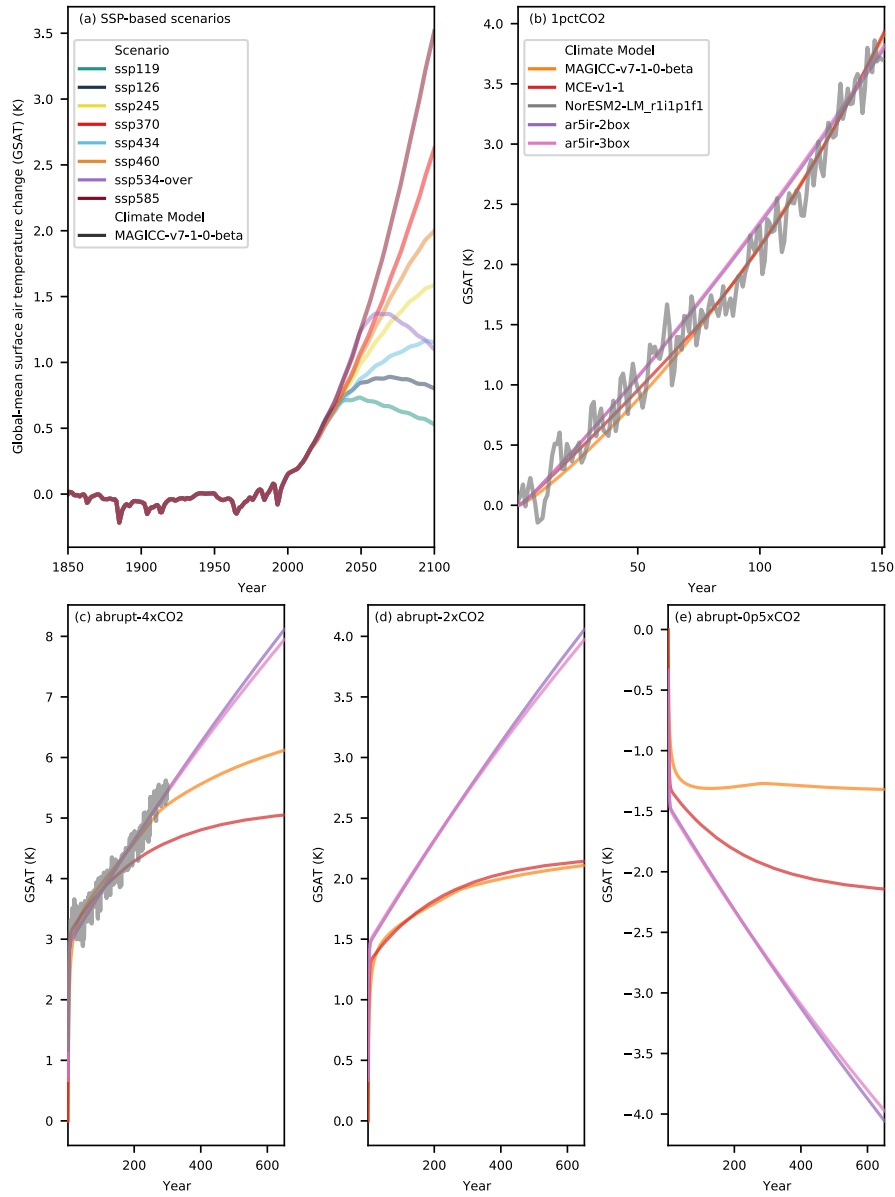 (a) SSP-based scenarios
Scenario
ssp119
ssp126
ssp245
ssp370
ssp434
ssp460
ssp534-over
ssp585
Climate Model
MAGICC-v7-1-0-beta
Global-mean surface air temperature change (GSAT) (K)
3.5
3.0
2.5
2.0
1.5
1.0
0.5
0.0
1850
1900
1950
2000
2050
2100
Year
(b) 1pctCO2
Climate Model
MAGICC-v7-1-0-beta
MCE-v1-1
NorESM2-LM_r1i1p1f1
ar5ir-2box
ar5ir-3box
GSAT (K)
4.0
3.5
3.0
2.5
2.0
1.5
1.0
0.5
0.0
50
100
150
Year
(c) abrupt-4xCO2
GSAT (K)
8
7
6
5
4
3
2
1
0
200
400
600
Year
(d) abrupt-2xCO2
GSAT (K)
4.0
3.5
3.0
2.5
2.0
1.5
1.0
0.5
0.0
200
400
600
Year
(e) abrupt-0p5xCO2
GSAT (K)
0.0
−0.5
−1.0
−1.5
−2.0
−2.5
−3.0
−3.5
−4.0
200
400
600
Year